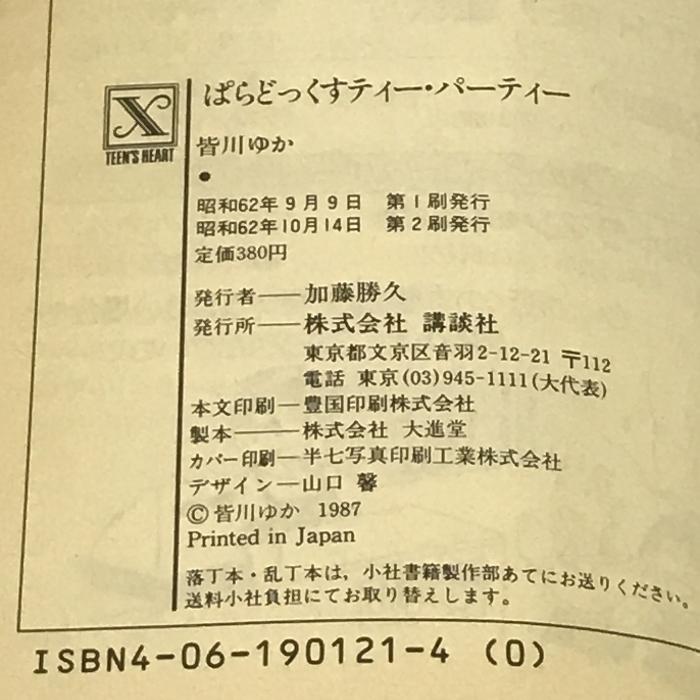 X
TEEN'S HEART
ぱらどっくすティー・パーティー
皆川ゆか
●
昭和62年9月9日 第1刷発行
昭和62年10月14日 第2刷発行
定価380円
発行者──加藤勝久
発行所──株式会社 講談社
東京都文京区音羽2-12-21 〒112
電話 東京(03)945-1111(大代表)
本文印刷─豊国印刷株式会社
製本───株式会社 大進堂
カバー印刷─半七写真印刷工業株式会社
デザイン─山口 馨
©皆川ゆか 1987
Printed in Japan
落丁本・乱丁本は、小社書籍製作部あてにお送りください。
送料小社負担にてお取り替えします。
ISBN4-06-190121-4 (0)